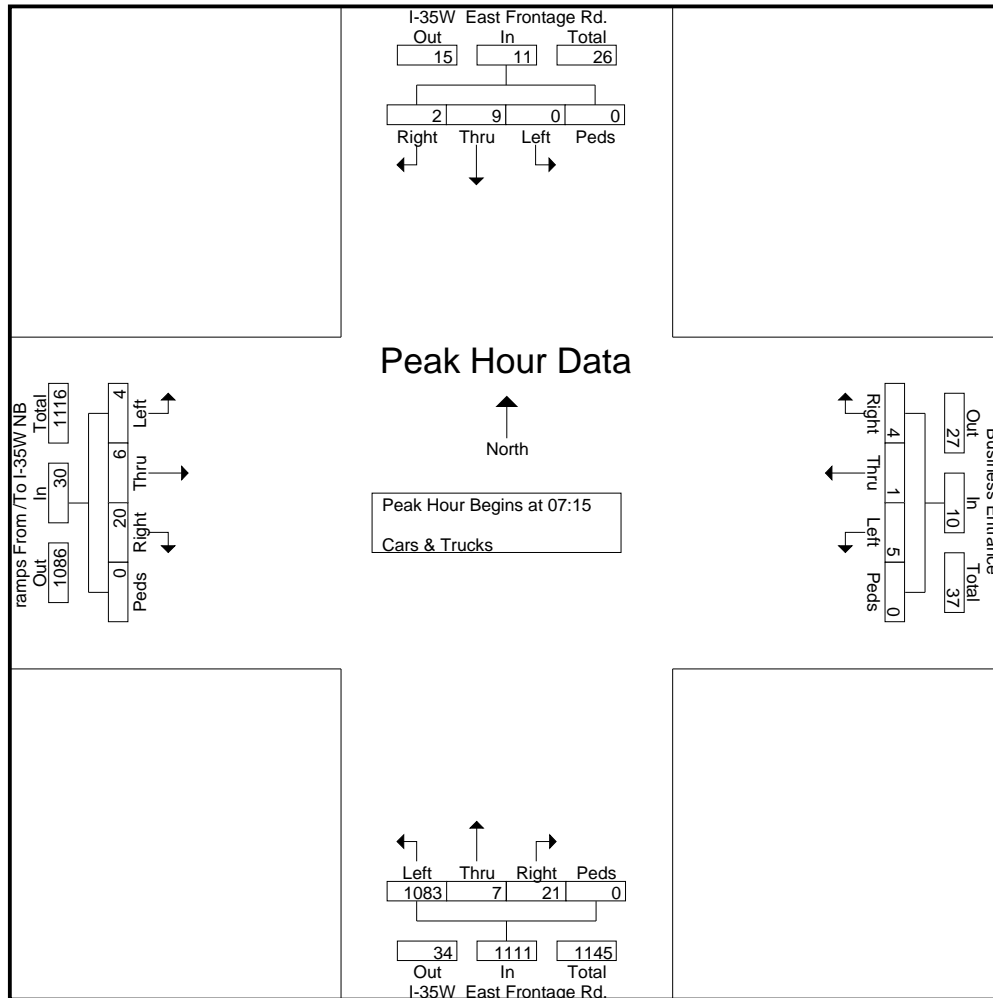 I-35W East Frontage Rd.
Out In Total
15 11 26
2 9 0 0
Right Thru Left Peds
Peak Hour Data
North
Peak Hour Begins at 07:15
Cars & Trucks
ramps From /To I-35W NB
Total In Out
1116 30 1086
4 6 20 0
Left Thru Right Peds
Business Entrance
Out In Total
27 10 37
4 1 5 0
Right Thru Left Peds
Left Thru Right Peds
1083 7 21 0
34 1111 1145
Out In Total
I-35W East Frontage Rd.